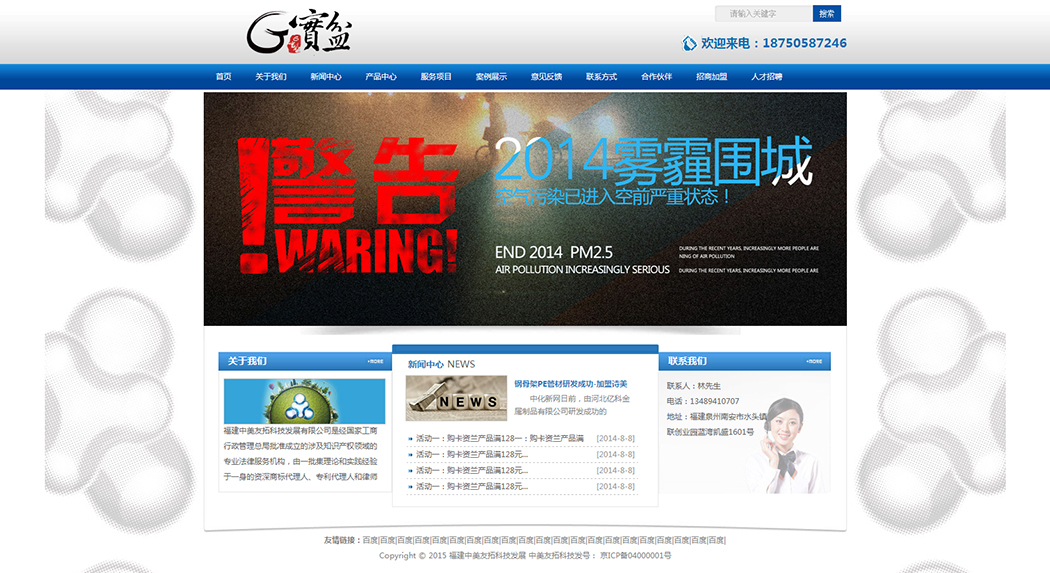 请输入关键字 搜索
G 寶盆
欢迎来电：18750587246
首页 关于我们 新闻中心 产品中心 服务项目 案例展示 意见反馈 联系方式 合作伙伴 招商加盟 人才招聘
!警告
WARING!
2014雾霾围城
空气污染已进入空前严重状态！
END 2014 PM2.5
AIR POLLUTION INCREASINGLY SERIOUS
DURING THE RECENT YEARS, INCREASINGLY MORE PEOPLE ARE
NING OF AIR POLLUTION
DURING THE RECENT YEARS, INCREASINGLY MORE PEOPLE ARE
关于我们 +MORE
福建中美友拓科技发展有限公司是经国家工商
行政管理总局批准成立的涉及知识产权领域的
专业法律服务机构，由一批集理论和实践经验
于一身的资深商标代理人、专利代理人和律师
新闻中心 NEWS
NEWS
钢骨架PE管材研发成功-加盟诗美
中化新网日前，由河北亿科金
属制品有限公司研发成功的
活动一：购卡资兰产品满128一：购卡资兰产品满 [2014-8-8]
活动一：购卡资兰产品满128元... [2014-8-8]
活动一：购卡资兰产品满128元... [2014-8-8]
活动一：购卡资兰产品满128元... [2014-8-8]
联系我们 +MORE
联系人：林先生
电话：13489410707
地址：福建泉州南安市水头镇
联创业园蓝湾凯盛1601号
友情链接：百度|百度|百度|百度|百度|百度|百度|百度|百度|百度|百度|百度|百度|百度|百度|百度|百度|百度|百度|百度|百度|
Copyright © 2015 福建中美友拓科技发展 中美友拓科技发号： 京ICP备04000001号